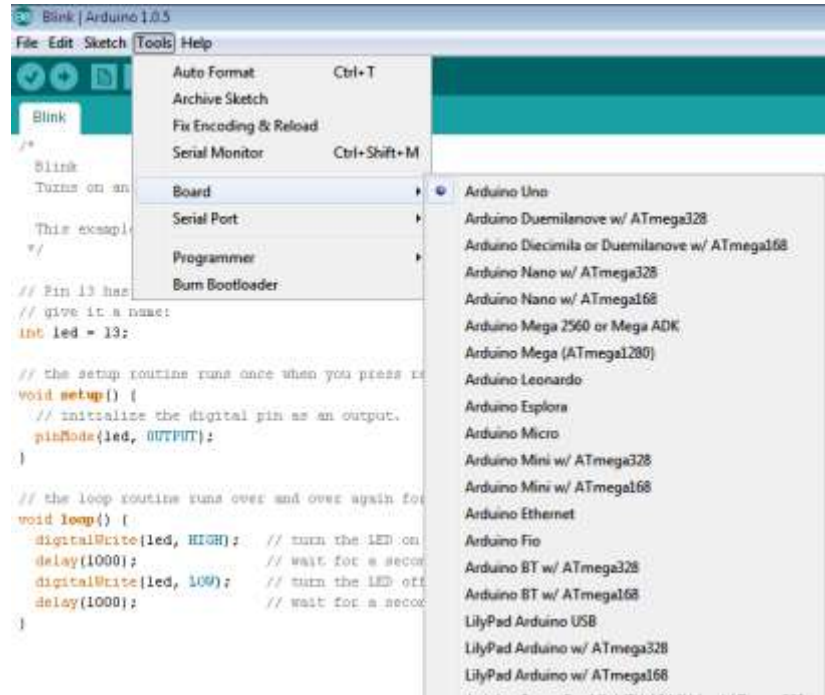 Blink | Arduino 1.0.5
File Edit Sketch Tools Help
Auto Format Ctrl+T
Archive Sketch
Fix Encoding & Reload
Serial Monitor Ctrl+Shift+M
Board
Serial Port
Programmer
Burn Bootloader
Arduino Uno
Arduino Duemilanove w/ ATmega328
Arduino Diecimila or Duemilanove w/ ATmega168
Arduino Nano w/ ATmega328
Arduino Nano w/ ATmega168
Arduino Mega 2560 or Mega ADK
Arduino Mega (ATmega1280)
Arduino Leonardo
Arduino Esplora
Arduino Micro
Arduino Mini w/ ATmega328
Arduino Mini w/ ATmega168
Arduino Ethernet
Arduino Fio
Arduino BT w/ ATmega328
Arduino BT w/ ATmega168
LilyPad Arduino USB
LilyPad Arduino w/ ATmega328
LilyPad Arduino w/ ATmega168
Blink
/*
Blink
Turns on an
This exampl
*/
// Pin 13 has
// give it a name:
int led = 13;
// the setup routine runs once when you press re
void setup() {
// initialize the digital pin as an output.
pinMode(led, OUTPUT);
}
// the loop routine runs over and over again for
void loop() {
digitalWrite(led, HIGH); // turn the LED on
delay(1000); // wait for a secon
digitalWrite(led, LOW); // turn the LED off
delay(1000); // wait for a secon
}